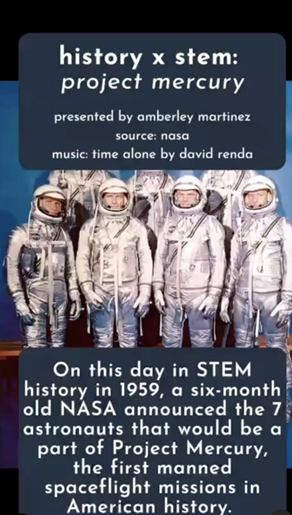 history x stem:
project mercury
presented by amberley martinez
source: nasa
music: time alone by david renda
On this day in STEM
history in 1959, a six-month
old NASA announced the 7
astronauts that would be a
part of Project Mercury,
the first manned
spaceflight missions in
American history.